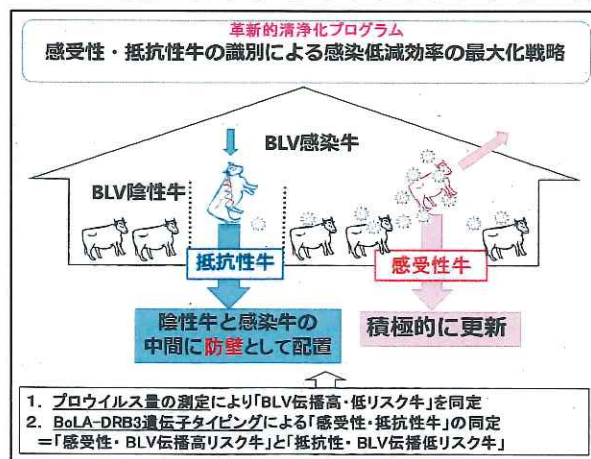 革新的清浄化プログラム
感受性・抵抗性牛の識別による感染低減効率の最大化戦略
BLV感染牛
BLV陰性牛
抵抗性牛
感受性牛
陰性牛と感染牛の
中間に防壁として配置
積極的に更新
1. プロウイルス量の測定により「BLV伝播高・低リスク牛」を同定
2. BoLA-DRB3遺伝子タイピングによる「感受性・抵抗性牛」の同定
=「感受性・BLV伝播高リスク牛」と「抵抗性・BLV伝播低リスク牛」